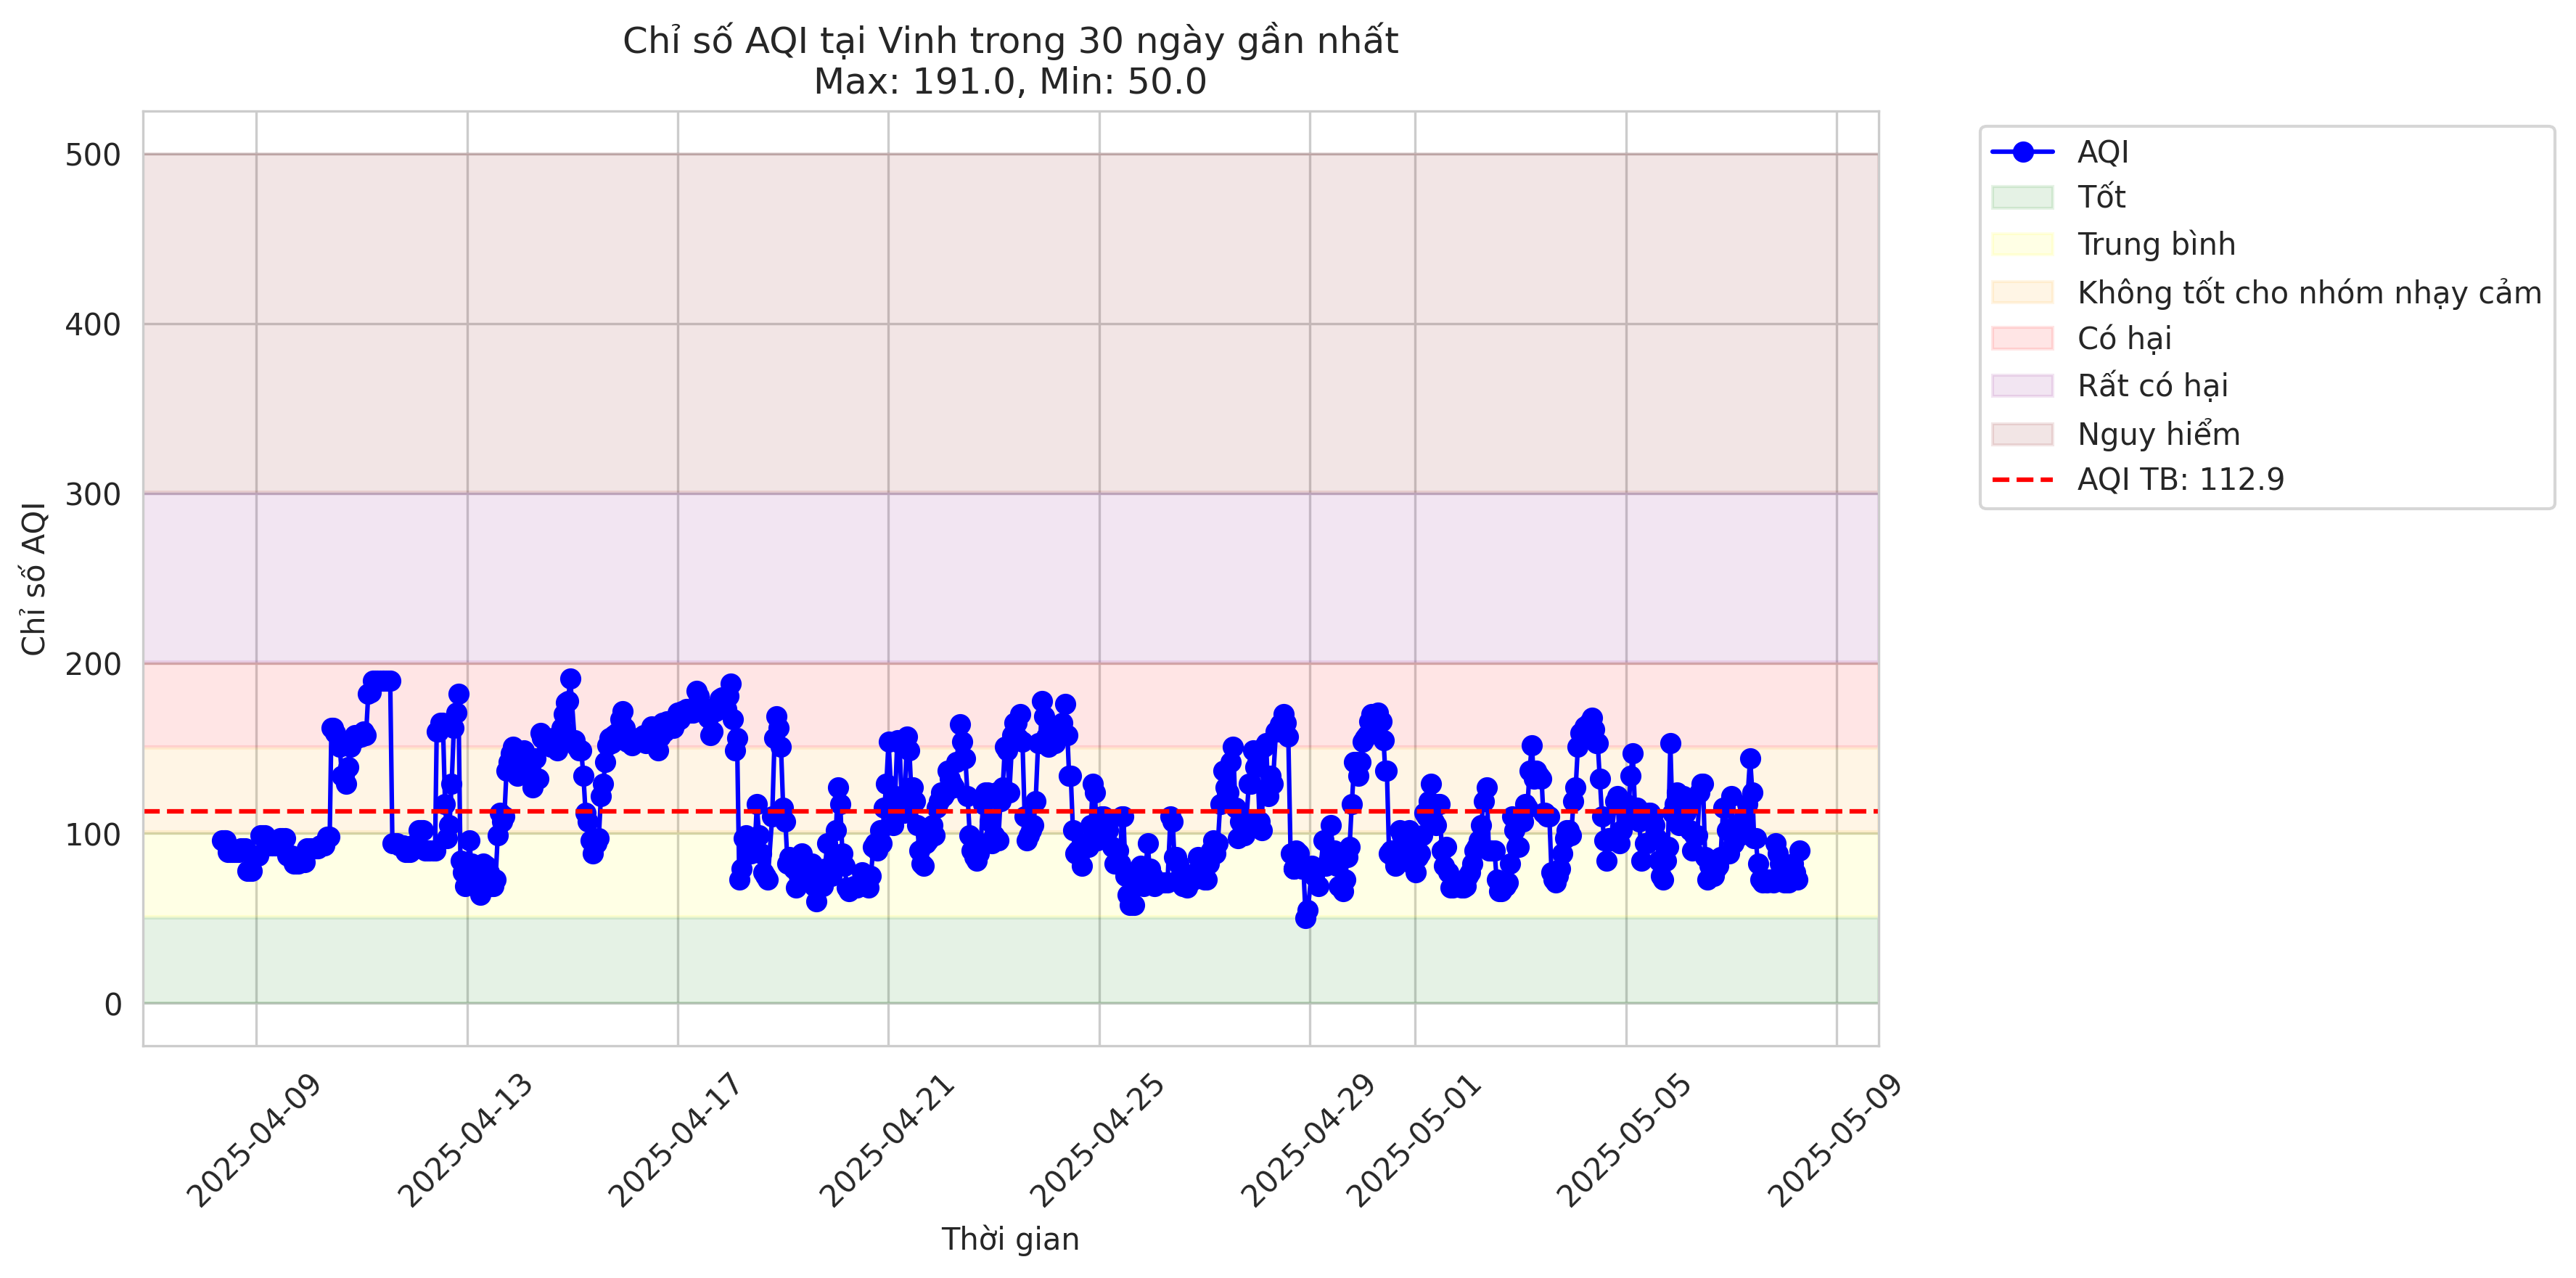 Chỉ số AQI tại Vinh trong 30 ngày gần nhất
Max: 191.0, Min: 50.0
Chỉ số AQI
500
400
300
200
100
0
2025-04-09
2025-04-13
2025-04-17
2025-04-21
2025-04-25
2025-04-29
2025-05-01
2025-05-05
2025-05-09
Thời gian
AQI
Tốt
Trung bình
Không tốt cho nhóm nhạy cảm
Có hại
Rất có hại
Nguy hiểm
AQI TB: 112.9